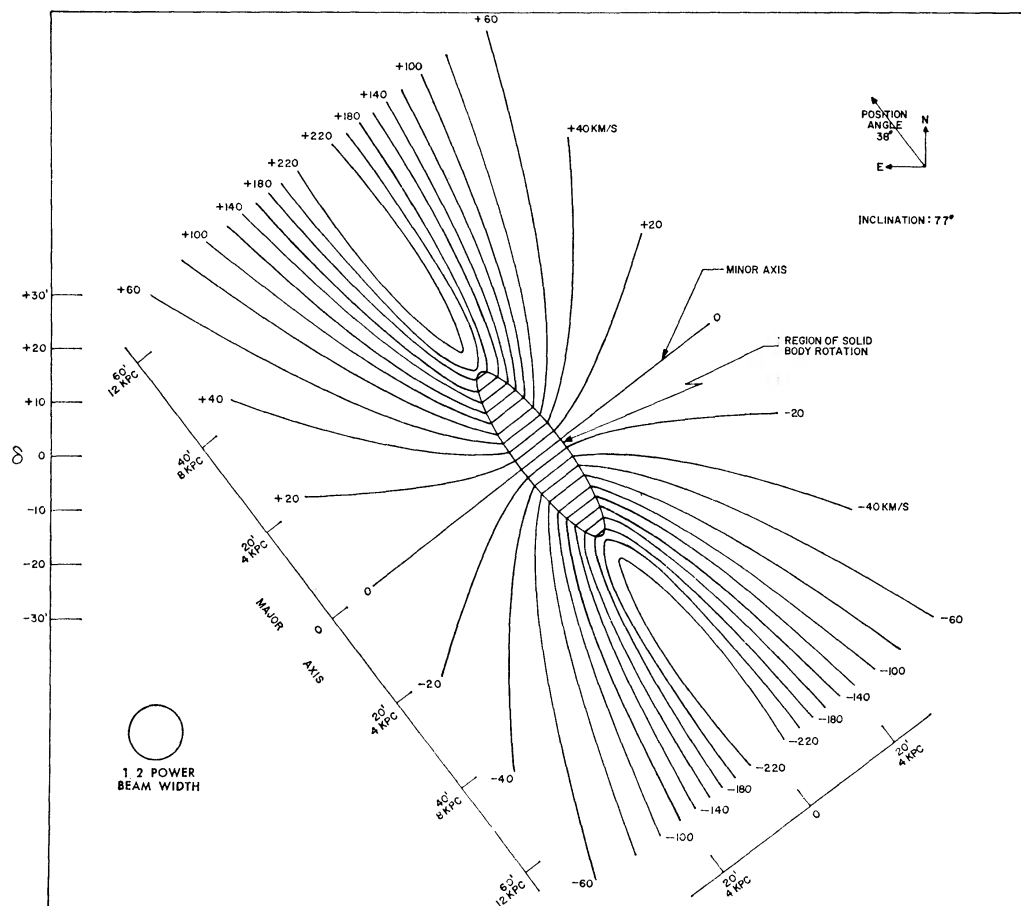 +60
+100
+140
+180
+220
+220
+180
+140
+100
+60
+40 KM/S
+20
POSITION
ANGLE
38°
N
E
INCLINATION: 77°
MINOR AXIS
0
REGION OF SOLID
BODY ROTATION
+30'
+20
+10
0
-10
-20
-30'
60'
12 KPC
40'
8 KPC
20'
4 KPC
0
MAJOR
AXIS
20'
4 KPC
40'
8 KPC
60'
12 KPC
+40
+20
0
-20
-40
-60
-20
-40 KM/S
-60
-100
-140
-180
-220
-220
-180
-140
-100
20'
4 KPC
0
20'
4 KPC
1 2 POWER
BEAM WIDTH